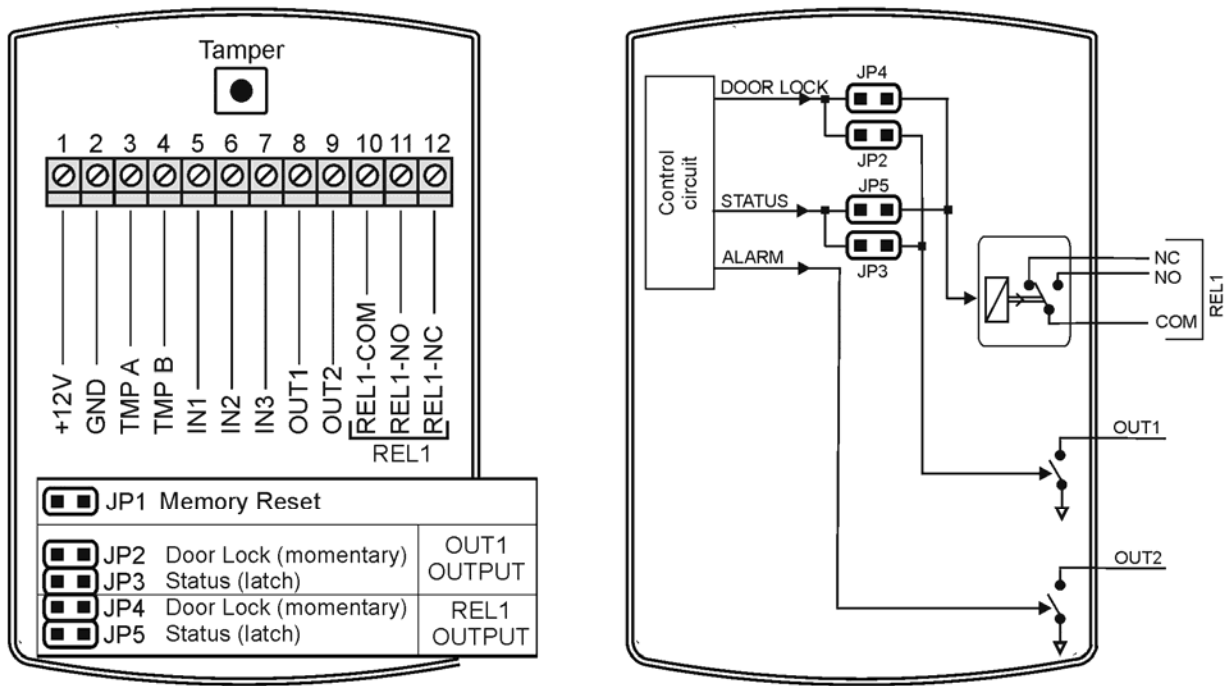 Tamper
1 2 3 4 5 6 7 8 9 10 11 12
+12V
GND
TMP A
TMP B
IN1
IN2
IN3
OUT1
OUT2
REL1-COM
REL1-NO
REL1-NC
REL1
JP1 Memory Reset
JP2 Door Lock (momentary)
JP3 Status (latch)
OUT1
OUTPUT
JP4 Door Lock (momentary)
JP5 Status (latch)
REL1
OUTPUT
Control
circuit
DOOR LOCK
JP4
JP2
STATUS
JP5
JP3
ALARM
NC
NO
COM
REL1
OUT1
OUT2